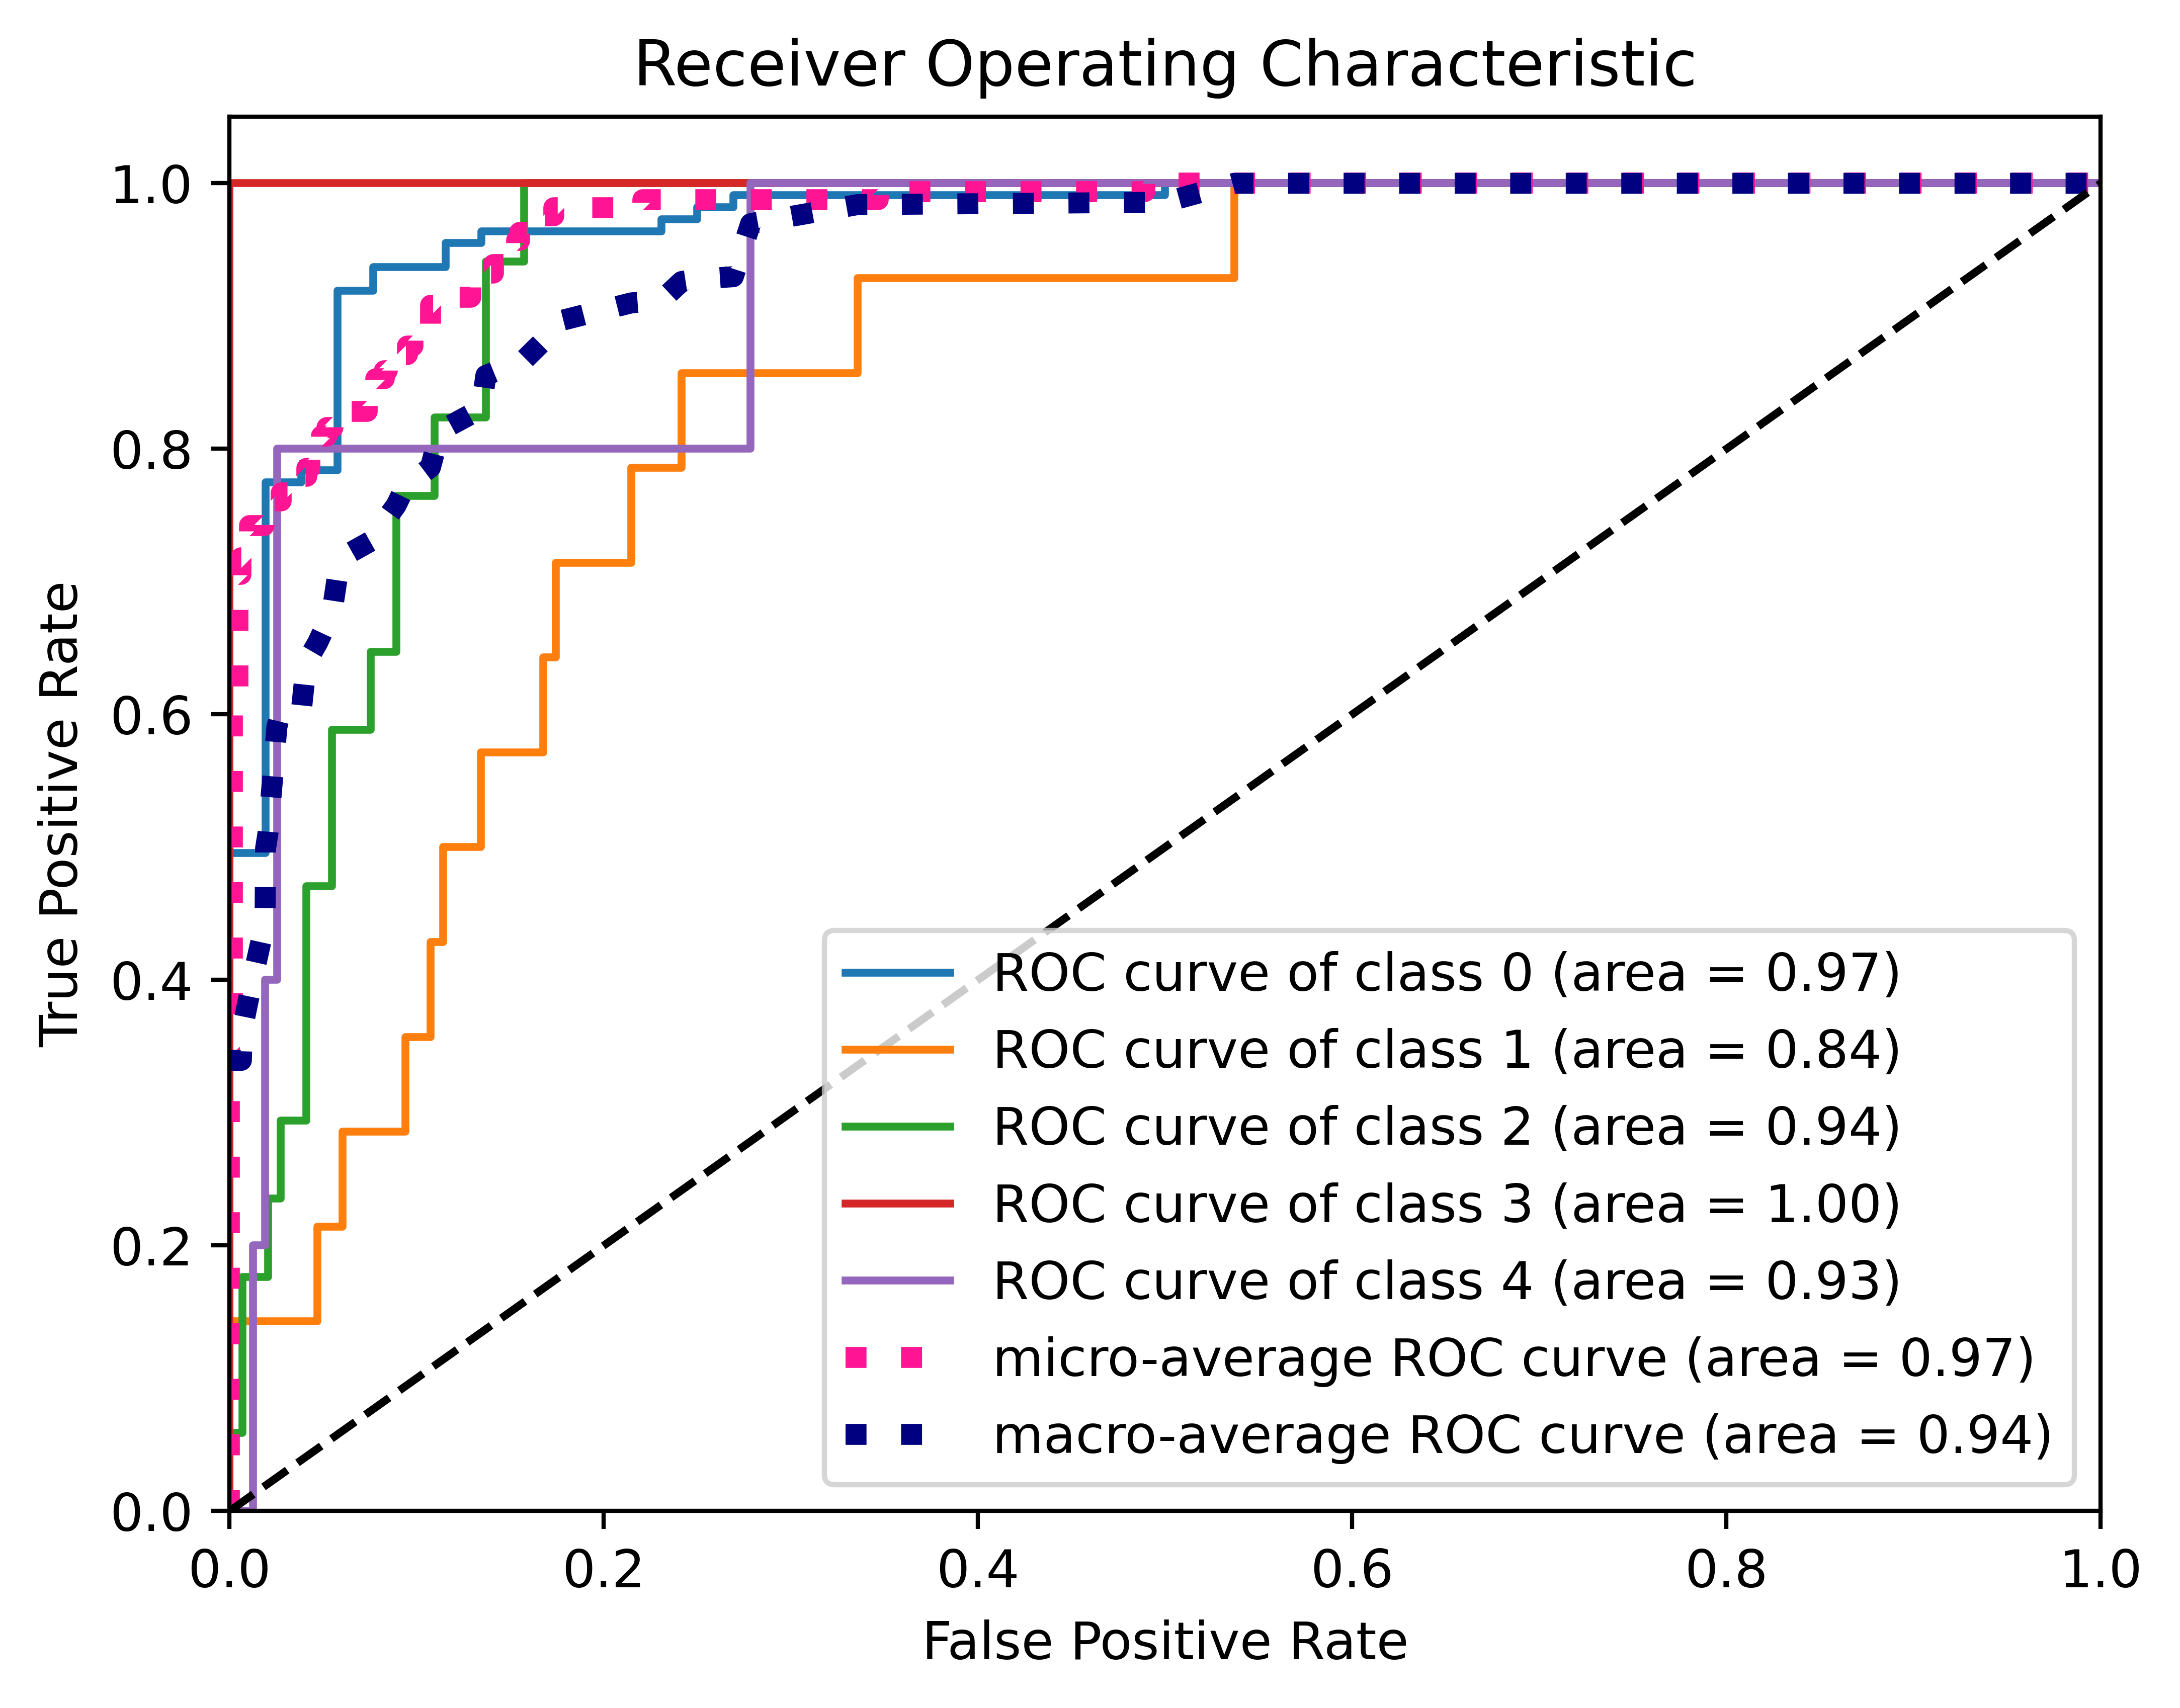 Receiver Operating Characteristic
1.0
0.8
0.6
0.4
0.2
0.0
True Positive Rate
ROC curve of class 0 (area = 0.97)
ROC curve of class 1 (area = 0.84)
ROC curve of class 2 (area = 0.94)
ROC curve of class 3 (area = 1.00)
ROC curve of class 4 (area = 0.93)
micro-average ROC curve (area = 0.97)
macro-average ROC curve (area = 0.94)
0.0 0.2 0.4 0.6 0.8 1.0
False Positive Rate